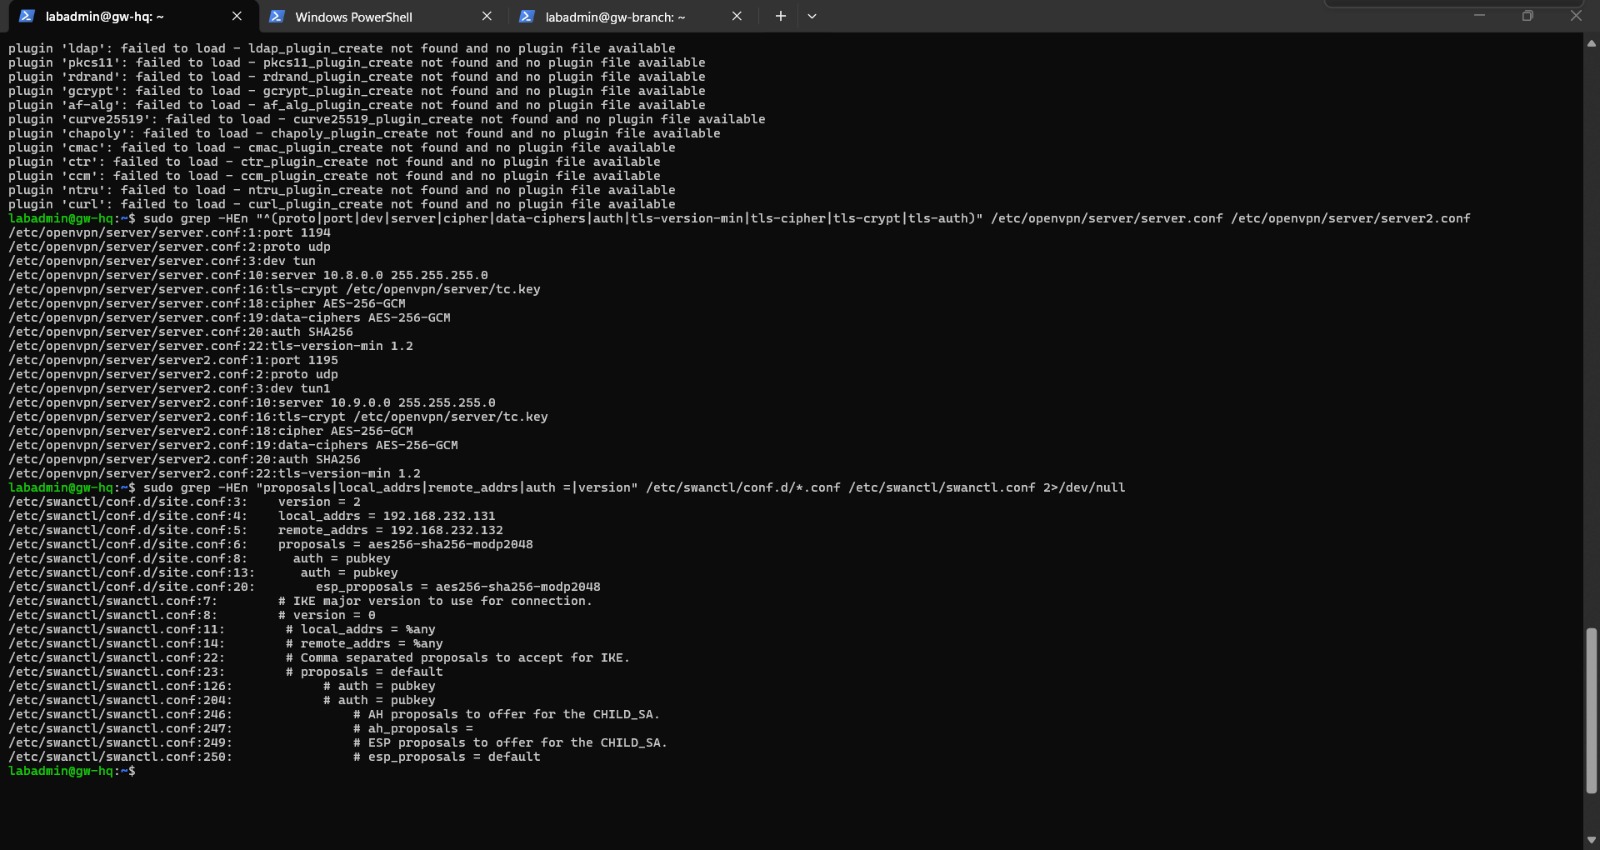 labadmin@gw-hq: ~
Windows PowerShell
labadmin@gw-branch: ~
plugin 'ldap': failed to load - ldap_plugin_create not found and no plugin file available
plugin 'pkcs11': failed to load - pkcs11_plugin_create not found and no plugin file available
plugin 'rdrand': failed to load - rdrand_plugin_create not found and no plugin file available
plugin 'gcrypt': failed to load - gcrypt_plugin_create not found and no plugin file available
plugin 'af-alg': failed to load - af_alg_plugin_create not found and no plugin file available
plugin 'curve25519': failed to load - curve25519_plugin_create not found and no plugin file available
plugin 'chapoly': failed to load - chapoly_plugin_create not found and no plugin file available
plugin 'cmac': failed to load - cmac_plugin_create not found and no plugin file available
plugin 'ctr': failed to load - ctr_plugin_create not found and no plugin file available
plugin 'ccm': failed to load - ccm_plugin_create not found and no plugin file available
plugin 'ntru': failed to load - ntru_plugin_create not found and no plugin file available
plugin 'curl': failed to load - curl_plugin_create not found and no plugin file available
labadmin@gw-hq:~$ sudo grep -HEn "^(proto|port|dev|server|cipher|data-ciphers|auth|tls-version-min|tls-cipher|tls-crypt|tls-auth)" /etc/openvpn/server/server.conf /etc/openvpn/server/server2.conf
/etc/openvpn/server/server.conf:1:port 1194
/etc/openvpn/server/server.conf:2:proto udp
/etc/openvpn/server/server.conf:3:dev tun
/etc/openvpn/server/server.conf:10:server 10.8.0.0 255.255.255.0
/etc/openvpn/server/server.conf:16:tls-crypt /etc/openvpn/server/tc.key
/etc/openvpn/server/server.conf:18:cipher AES-256-GCM
/etc/openvpn/server/server.conf:19:data-ciphers AES-256-GCM
/etc/openvpn/server/server.conf:20:auth SHA256
/etc/openvpn/server/server.conf:22:tls-version-min 1.2
/etc/openvpn/server/server2.conf:1:port 1195
/etc/openvpn/server/server2.conf:2:proto udp
/etc/openvpn/server/server2.conf:3:dev tun1
/etc/openvpn/server/server2.conf:10:server 10.9.0.0 255.255.255.0
/etc/openvpn/server/server2.conf:16:tls-crypt /etc/openvpn/server/tc.key
/etc/openvpn/server/server2.conf:18:cipher AES-256-GCM
/etc/openvpn/server/server2.conf:19:data-ciphers AES-256-GCM
/etc/openvpn/server/server2.conf:20:auth SHA256
/etc/openvpn/server/server2.conf:22:tls-version-min 1.2
labadmin@gw-hq:~$ sudo grep -HEn "proposals|local_addrs|remote_addrs|auth =|version" /etc/swanctl/conf.d/*.conf /etc/swanctl/swanctl.conf 2>/dev/null
/etc/swanctl/conf.d/site.conf:3:    version = 2
/etc/swanctl/conf.d/site.conf:4:    local_addrs = 192.168.232.131
/etc/swanctl/conf.d/site.conf:5:    remote_addrs = 192.168.232.132
/etc/swanctl/conf.d/site.conf:6:    proposals = aes256-sha256-modp2048
/etc/swanctl/conf.d/site.conf:8:      auth = pubkey
/etc/swanctl/conf.d/site.conf:13:      auth = pubkey
/etc/swanctl/conf.d/site.conf:20:        esp_proposals = aes256-sha256-modp2048
/etc/swanctl/swanctl.conf:7:        # IKE major version to use for connection.
/etc/swanctl/swanctl.conf:8:        # version = 0
/etc/swanctl/swanctl.conf:11:        # local_addrs = %any
/etc/swanctl/swanctl.conf:14:        # remote_addrs = %any
/etc/swanctl/swanctl.conf:22:        # Comma separated proposals to accept for IKE.
/etc/swanctl/swanctl.conf:23:        # proposals = default
/etc/swanctl/swanctl.conf:126:            # auth = pubkey
/etc/swanctl/swanctl.conf:204:            # auth = pubkey
/etc/swanctl/swanctl.conf:246:                # AH proposals to offer for the CHILD_SA.
/etc/swanctl/swanctl.conf:247:                # ah_proposals =
/etc/swanctl/swanctl.conf:249:                # ESP proposals to offer for the CHILD_SA.
/etc/swanctl/swanctl.conf:250:                # esp_proposals = default
labadmin@gw-hq:~$